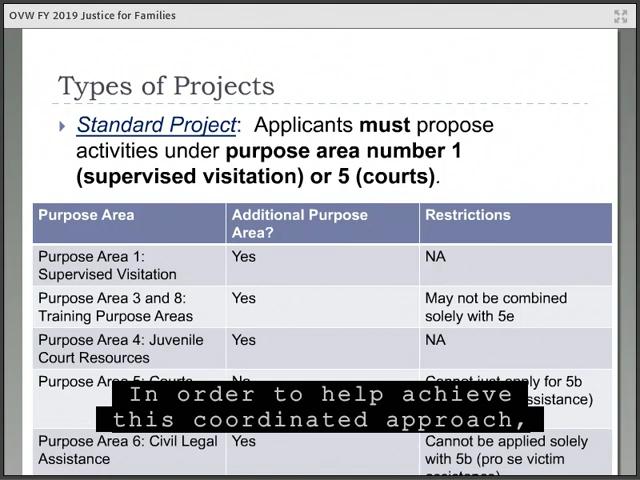 OVW FY 2019 Justice for Families
Types of Projects
Standard Project: Applicants must propose
activities under purpose area number 1
(supervised visitation) or 5 (courts).
Purpose Area Additional Purpose Restrictions
Area?
Purpose Area 1: Yes NA
Supervised Visitation
Purpose Area 3 and 8: Yes May not be combined
Training Purpose Areas solely with 5e
Purpose Area 4: Juvenile Yes NA
Court Resources
Purpose Area 5: Courts No Cannot just apply for 5b
ssistance)
In order to help achieve
this coordinated approach,
Purpose Area 6: Civil Legal Yes Cannot be applied solely
Assistance with 5b (pro se victim
assistance)